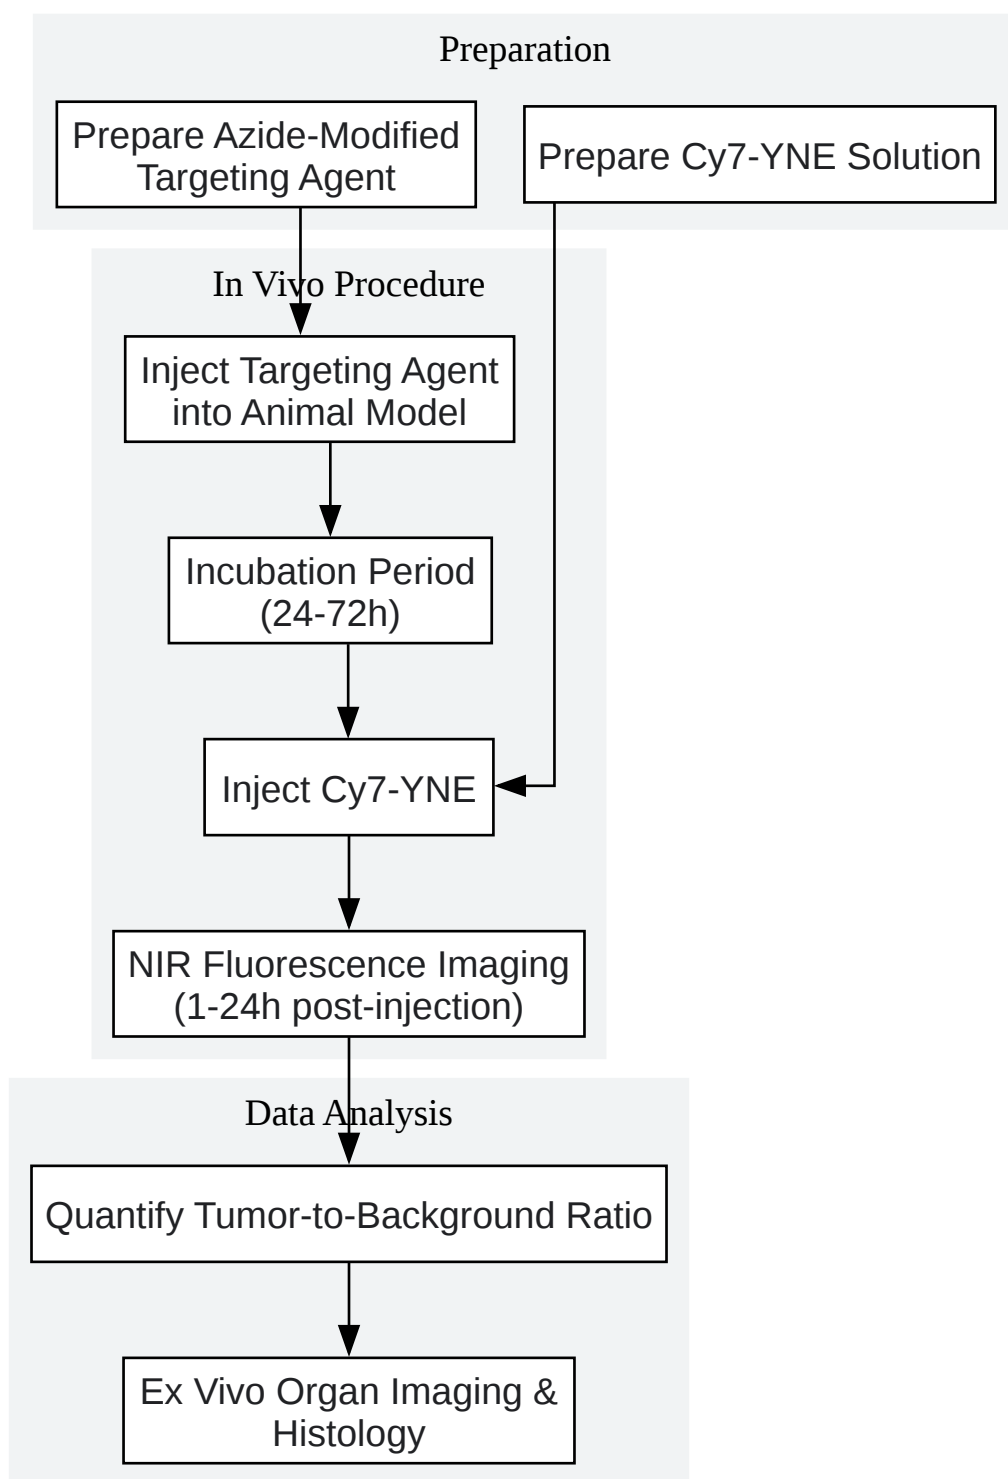 Preparation
Prepare Azide-Modified
Targeting Agent
Prepare Cy7-YNE Solution
In Vivo Procedure
Inject Targeting Agent
into Animal Model
Incubation Period
(24-72h)
Inject Cy7-YNE
NIR Fluorescence Imaging
(1-24h post-injection)
Data Analysis
Quantify Tumor-to-Background Ratio
Ex Vivo Organ Imaging &
Histology